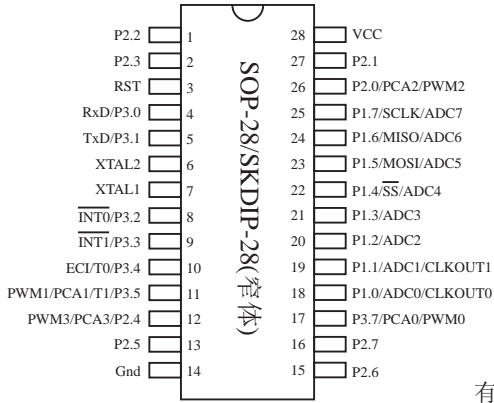 P2.2 1 28 VCC
P2.3 2 27 P2.1
RST 3 26 P2.0/PCA2/PWM2
RxD/P3.0 4 25 P1.7/SCLK/ADC7
TxD/P3.1 5 24 P1.6/MISO/ADC6
XTAL2 6 23 P1.5/MOSI/ADC5
XTAL1 7 22 P1.4/SS/ADC4
INT0/P3.2 8 21 P1.3/ADC3
INT1/P3.3 9 20 P1.2/ADC2
ECI/T0/P3.4 10 19 P1.1/ADC1/CLKOUT1
PWM1/PCA1/T1/P3.5 11 18 P1.0/ADC0/CLKOUT0
PWM3/PCA3/P2.4 12 17 P3.7/PCA0/PWM0
P2.5 13 16 P2.7
Gnd 14 15 P2.6
SOP-28/SKDIP-28(窄体)
有